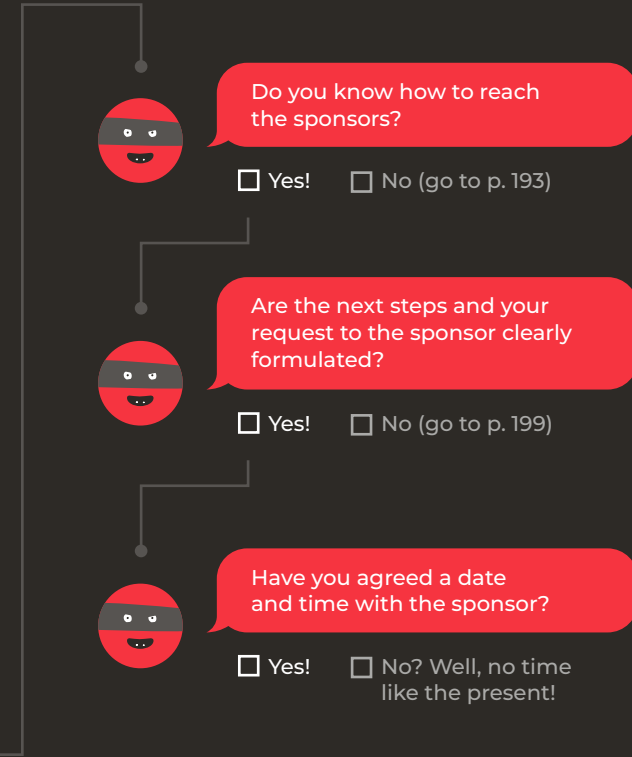 Do you know how to reach
the sponsors?
Yes! No (go to p. 193)
Are the next steps and your
request to the sponsor clearly
formulated?
Yes! No (go to p. 199)
Have you agreed a date
and time with the sponsor?
Yes! No? Well, no time
like the present!